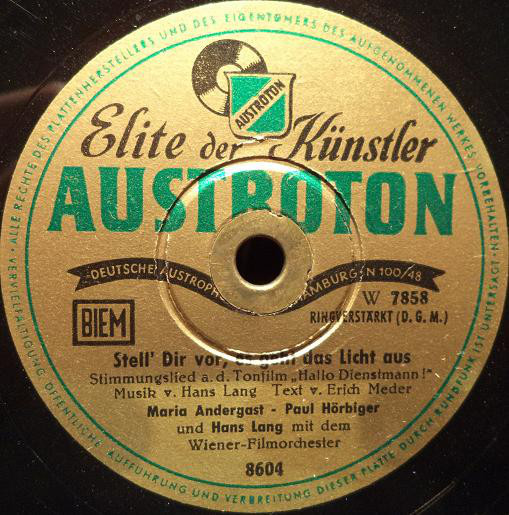 · ALLE RECHTE DES PLATTENHERSTELLERS UND DES EIGENTÜMERS DES AUFGENOMMENEN WERKES VORBEHALTEN ·
VERVIELFÄLTIGUNG ÖFFENTLICHE AUFFÜHRUNG UND VERBREITUNG DIESER PLATTE DURCH RUNDFUNK IST UNTERSAGT ·
AUSTROTON
Elite der Künstler
AUSTROTON
DEUTSCHE AUSTROPH HAMBURG N 100/48
BIEM
W 7858
RINGVERSTÄRKT (D. G. M.)
Stell' Dir vor, es geht das Licht aus
Stimmungslied a. d. Tonfilm „Hallo Dienstmann!"
Musik v. Hans Lang Text v. Erich Meder
Maria Andergast - Paul Hörbiger
und Hans Lang mit dem
Wiener-Filmorchester
8604